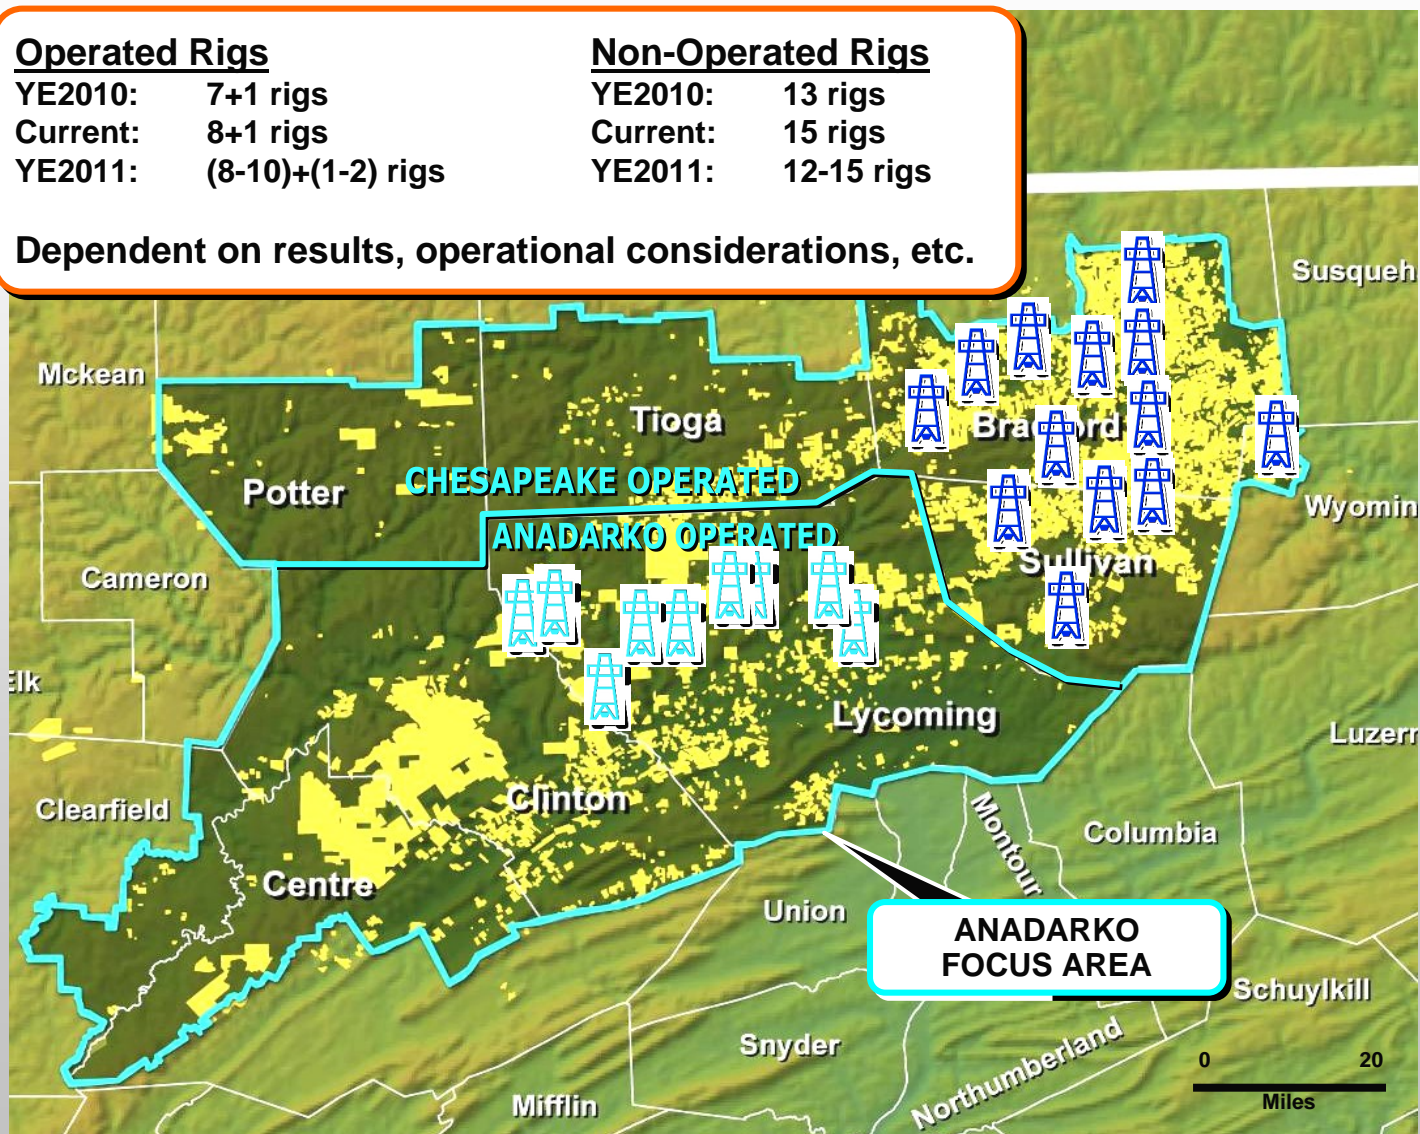 Operated Rigs
YE2010: 7+1 rigs
Current: 8+1 rigs
YE2011: (8-10)+(1-2) rigs
Non-Operated Rigs
YE2010: 13 rigs
Current: 15 rigs
YE2011: 12-15 rigs
Dependent on results, operational considerations, etc.
Susqueh
Mckean
Tioga
Bradford
Potter
CHESAPEAKE OPERATED
ANADARKO OPERATED
Wyomin
Cameron
Sullivan
Elk
Lycoming
Luzer
Clearfield
Clinton
Montour
Columbia
Centre
Union
ANADARKO
FOCUS AREA
Schuylkill
Snyder
Northumberland
Mifflin
0 20
Miles